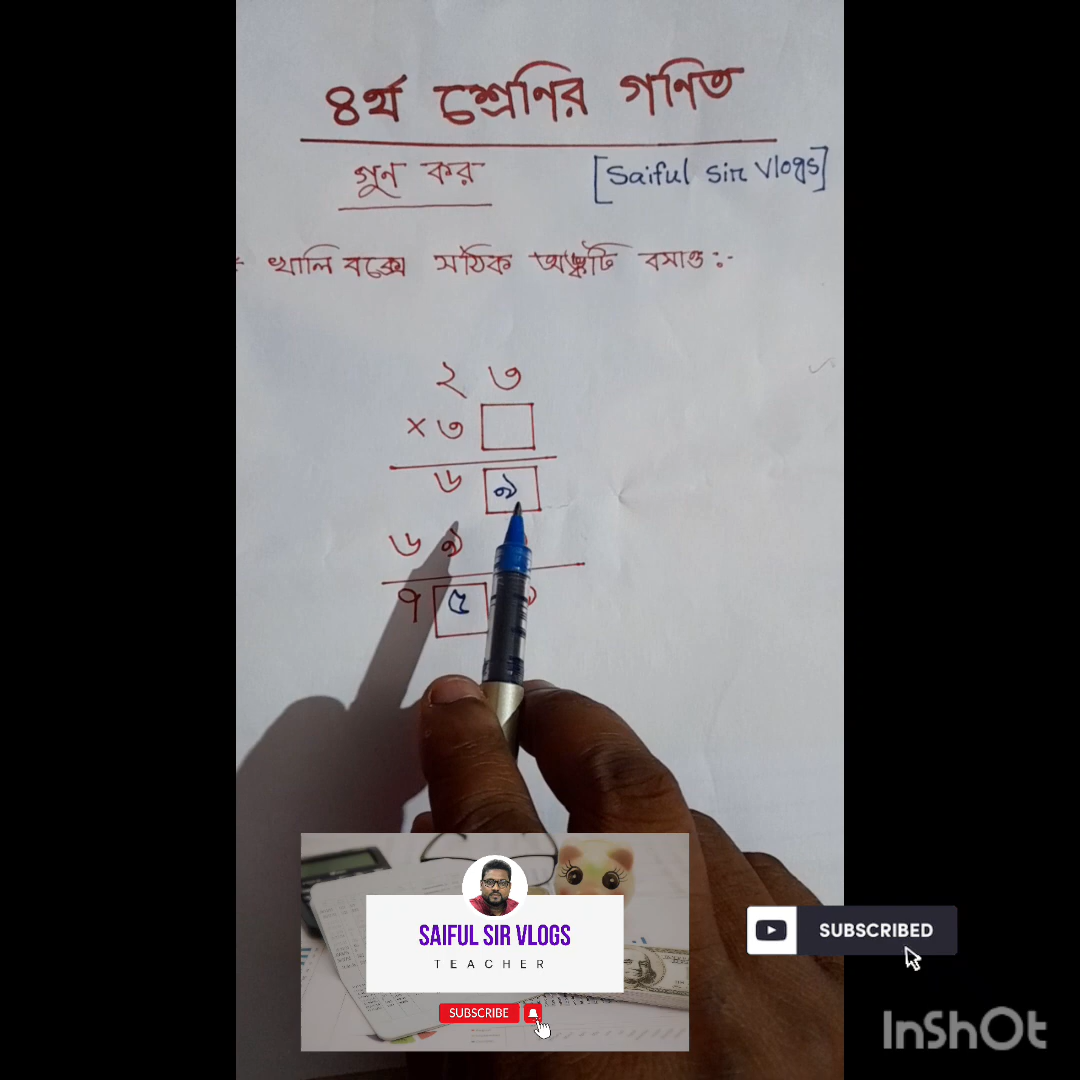 ৪র্থ শ্রেণির গণিত
গুণ কর [Saiful Sir Vlogs]
* খালি বক্সে সঠিক অঙ্কটি বসাও :-
২ ৩
× ৩
৬ ৯
৬ ৯
৭ ৫ ৯
SAIFUL SIR VLOGS
TEACHER
SUBSCRIBE
SUBSCRIBED
InShOt